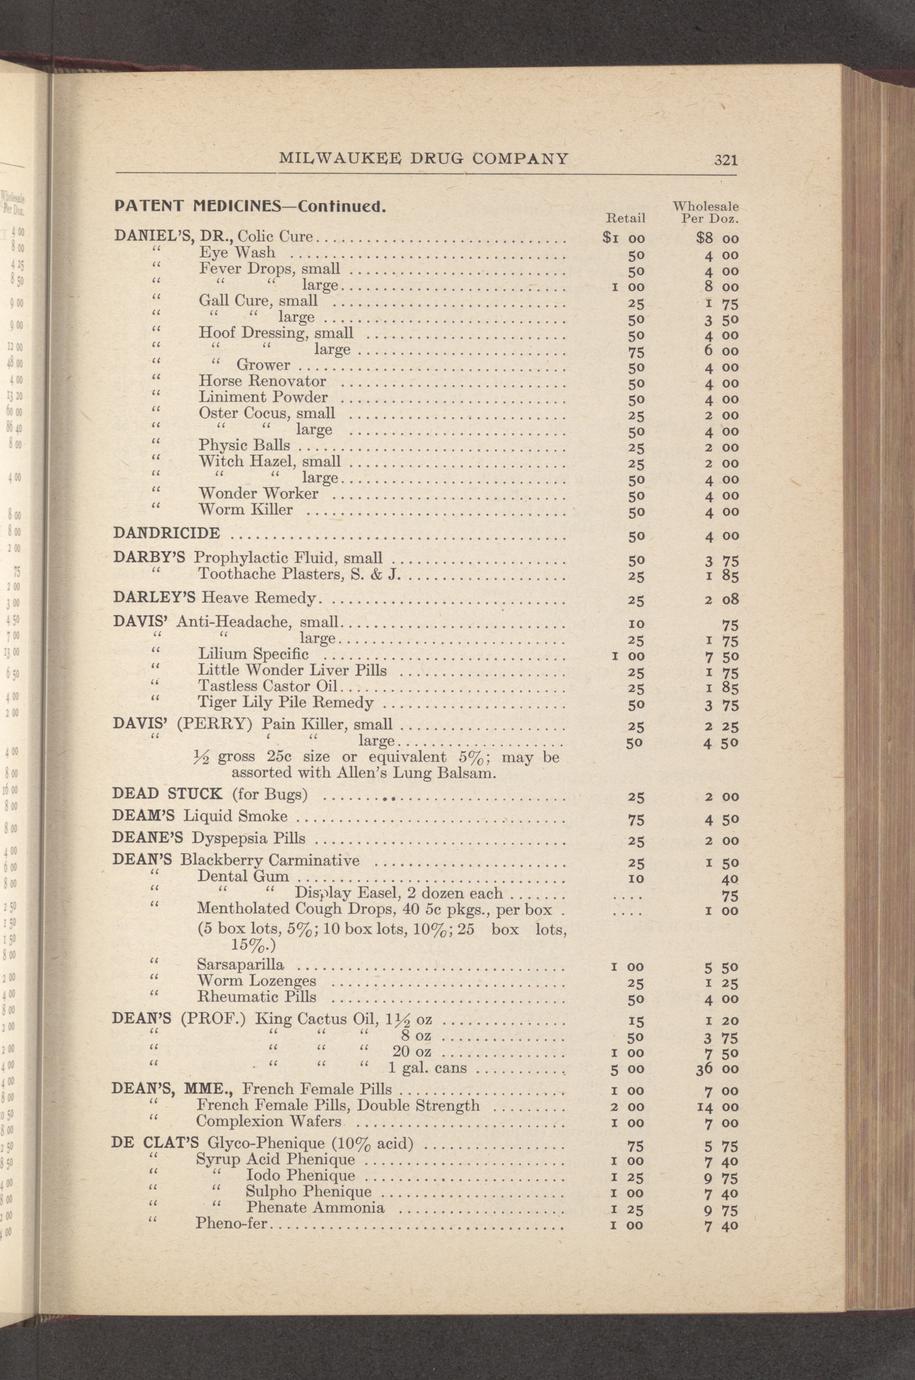 MILWAUKEE DRUG COMPANY 321
PATENT MEDICINES—Continued.
Retail Wholesale Per Doz.
DANIEL'S, DR., Colic Cure $1 00 $8 00
“ Eye Wash 50 4 00
“ Fever Drops, small 50 4 00
“ “ “ large 1 00 8 00
“ Gall Cure, small 25 1 75
“ “ “ large 50 3 50
“ Hoof Dressing, small 50 4 00
“ “ “ large 75 6 00
“ “ Grower 50 4 00
“ Horse Renovator 50 4 00
“ Liniment Powder 50 4 00
“ Oster Cocus, small 25 2 00
“ “ “ large 50 4 00
“ Physic Balls 25 2 00
“ Witch Hazel, small 25 2 00
“ “ “ large 50 4 00
“ Wonder Worker 50 4 00
“ Worm Killer 50 4 00
DANDRICIDE 50 4 00
DARBY'S Prophylactic Fluid, small 50 3 75
“ Toothache Plasters, S. & J. 25 1 85
DARLEY'S Heave Remedy 25 2 08
DAVIS' Anti-Headache, small 10 75
“ “ large 25 1 75
“ Lilium Specific 1 00 7 50
“ Little Wonder Liver Pills 25 1 75
“ Tastless Castor Oil 25 1 85
“ Tiger Lily Pile Remedy 50 3 75
DAVIS' (PERRY) Pain Killer, small 25 2 25
“ ‘ “ large 50 4 50
½ gross 25c size or equivalent 5%; may be
assorted with Allen's Lung Balsam.
DEAD STUCK (for Bugs) 25 2 00
DEAM'S Liquid Smoke 75 4 50
DEANE'S Dyspepsia Pills 25 2 00
DEAN'S Blackberry Carminative 25 1 50
“ Dental Gum 10 40
“ “ “ Display Easel, 2 dozen each .... 75
“ Mentholated Cough Drops, 40 5c pkgs., per box .... 1 00
(5 box lots, 5%; 10 box lots, 10%; 25 box lots,
15%.)
“ Sarsaparilla 1 00 5 50
“ Worm Lozenges 25 1 25
“ Rheumatic Pills 50 4 00
DEAN'S (PROF.) King Cactus Oil, 1½ oz 15 1 20
“ “ “ “ 8 oz 50 3 75
“ “ “ “ 20 oz 1 00 7 50
“ “ “ “ 1 gal. cans 5 00 36 00
DEAN'S, MME., French Female Pills 1 00 7 00
“ French Female Pills, Double Strength 2 00 14 00
“ Complexion Wafers 1 00 7 00
DE CLAT'S Glyco-Phenique (10% acid) 75 5 75
“ Syrup Acid Phenique 1 00 7 40
“ “ Iodo Phenique 1 25 9 75
“ “ Sulpho Phenique 1 00 7 40
“ “ Phenate Ammonia 1 25 9 75
“ Pheno-fer 1 00 7 40